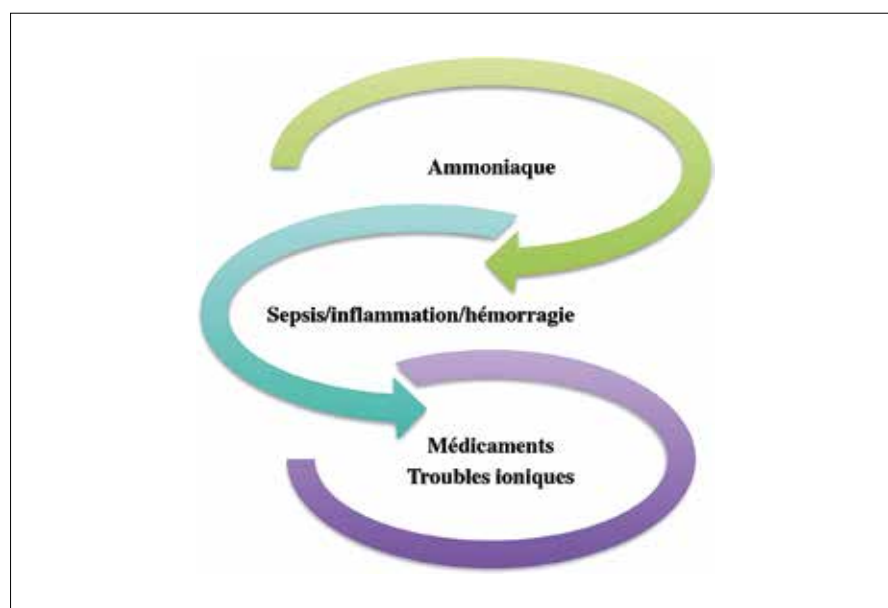 Ammoniaque
Sepsis/inflammation/hémorragie
Médicaments
Troubles ioniques